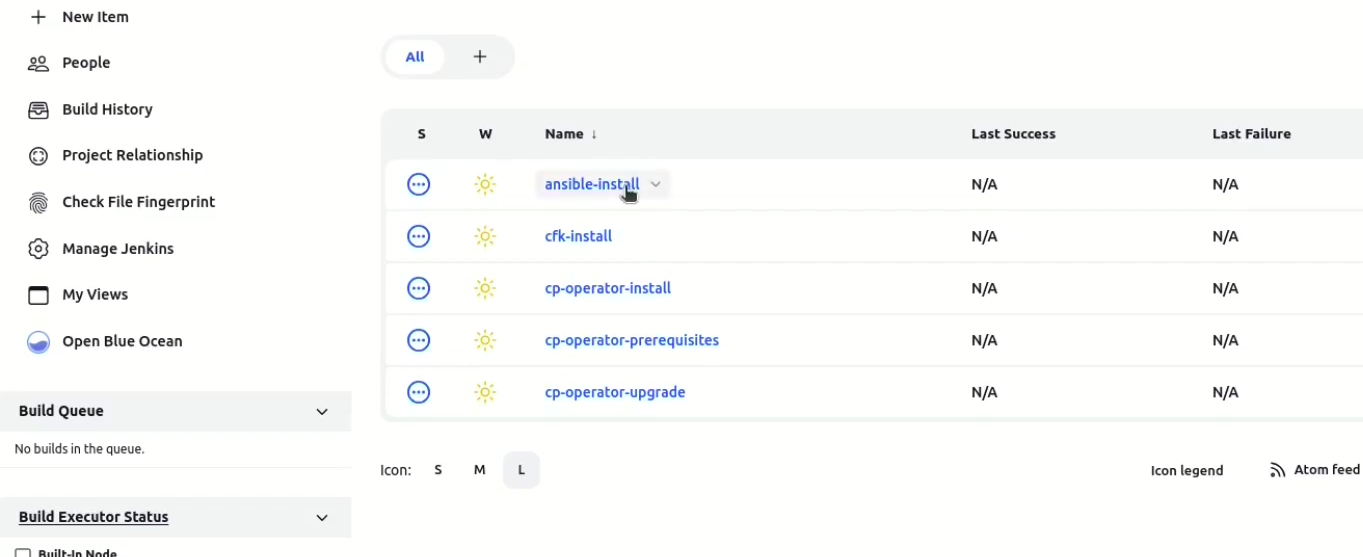 New Item
People
Build History
Project Relationship
Check File Fingerprint
Manage Jenkins
My Views
Open Blue Ocean
Build Queue
No builds in the queue.
Build Executor Status
Built-In Node
All +
S W Name ↓ Last Success Last Failure
ansible-install N/A N/A
cfk-install N/A N/A
cp-operator-install N/A N/A
cp-operator-prerequisites N/A N/A
cp-operator-upgrade N/A N/A
Icon: S M L Icon legend Atom feed